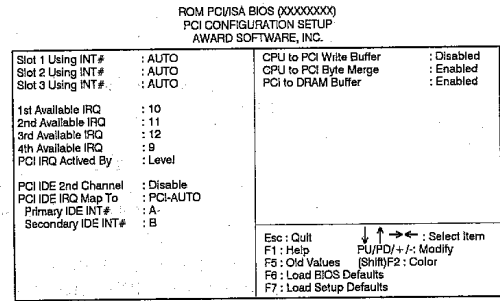 ROM PCI/ISA BIOS (XXXXXXXX)
PCI CONFIGURATION SETUP
AWARD SOFTWARE, INC.
Slot 1 Using INT# : AUTO
Slot 2 Using INT# : AUTO
Slot 3 Using INT# : AUTO
1st Available IRQ : 10
2nd Available IRQ : 11
3rd Available IRQ : 12
4th Available IRQ : 9
PCI IRQ Actived By : Level
PCI IDE 2nd Channel : Disable
PCI IDE IRQ Map To : PCI-AUTO
Primary IDE INT# : A
Secondary IDE INT# : B
CPU to PCI Write Buffer : Disabled
CPU to PCI Byte Merge : Enabled
PCI to DRAM Buffer : Enabled
Esc : Quit ↓ ↑ → ← : Select Item
F1 : Help PU/PD/+/-: Modify
F5 : Old Values (Shift)F2 : Color
F6 : Load BIOS Defaults
F7 : Load Setup Defaults